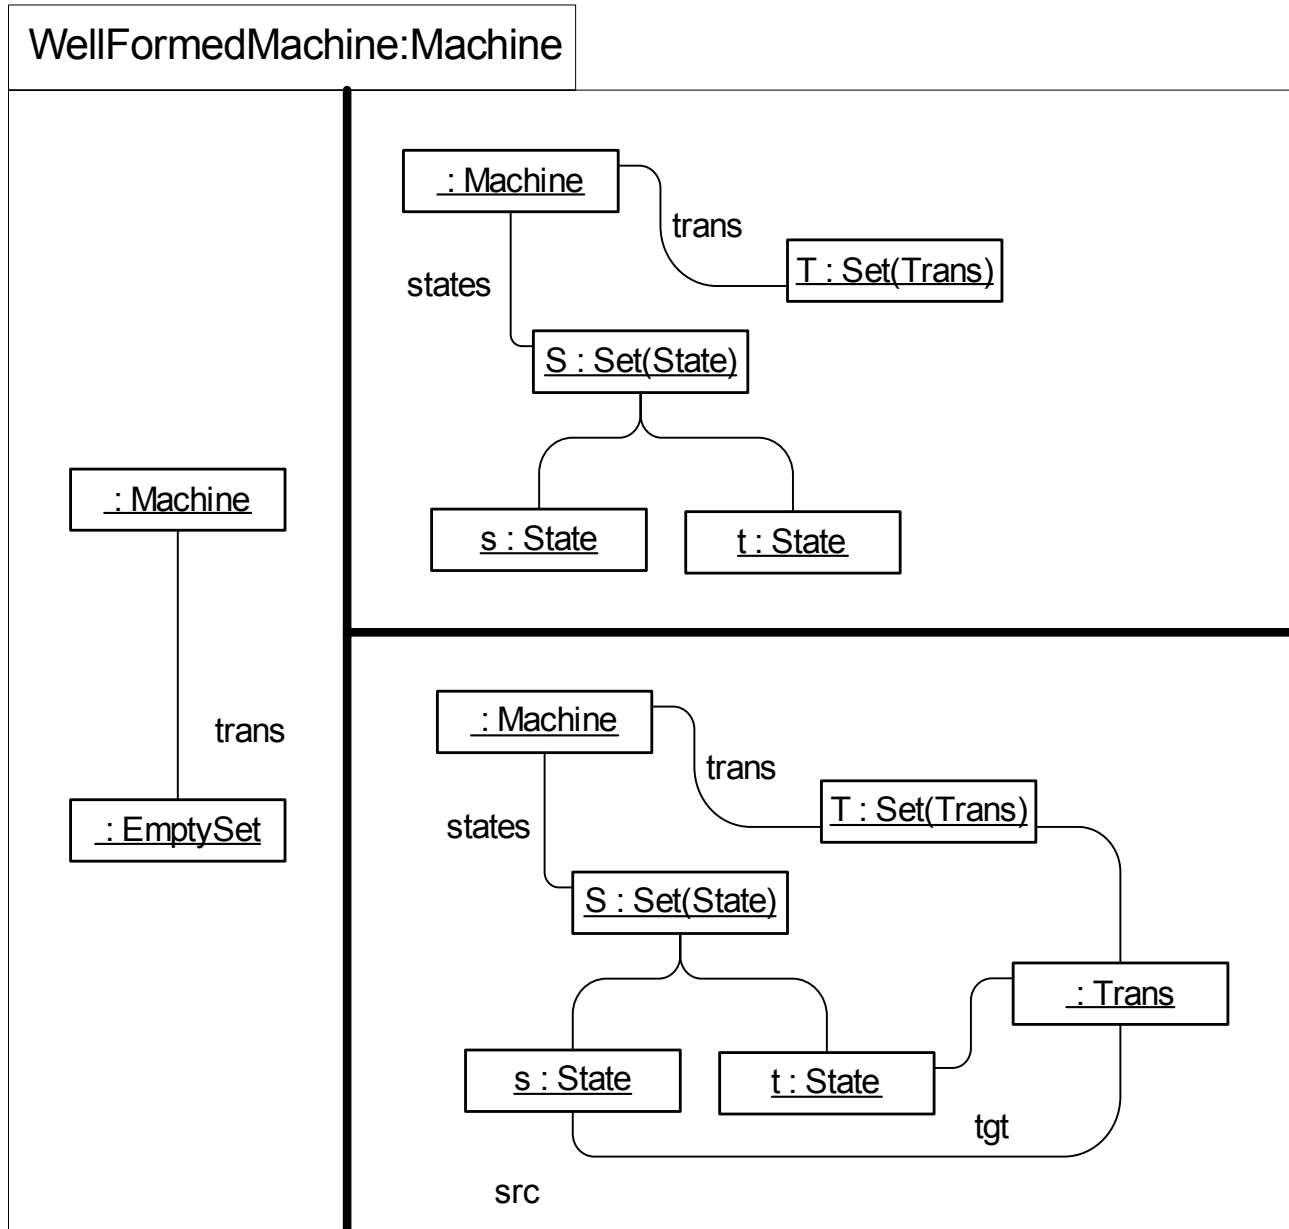 WellFormedMachine:Machine
: Machine
trans
: EmptySet
: Machine
trans
T : Set(Trans)
states
S : Set(State)
s : State
t : State
: Machine
trans
T : Set(Trans)
states
S : Set(State)
: Trans
s : State
t : State
tgt
src